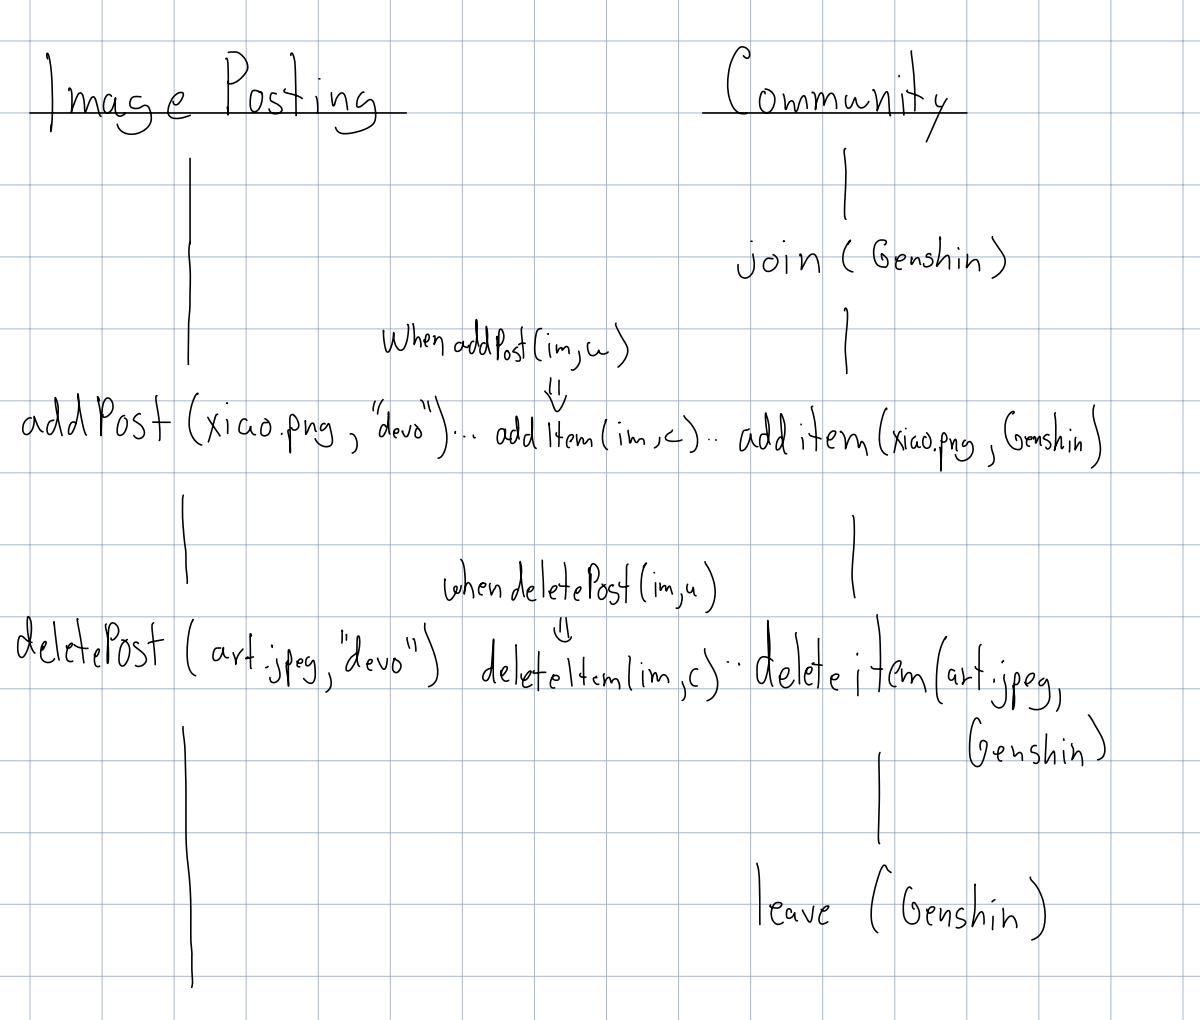 Image Posting
Community
join (Genshin)
When addPost(im,u)
⇓
addPost (xiao.png, "devo")... addItem(im,c).. add item (xiao.png, Genshin)
when deletePost(im,u)
⇓
deletePost (art.jpeg, "devo") deleteItem(im,c).. delete item(art.jpeg,
Genshin)
leave (Genshin)